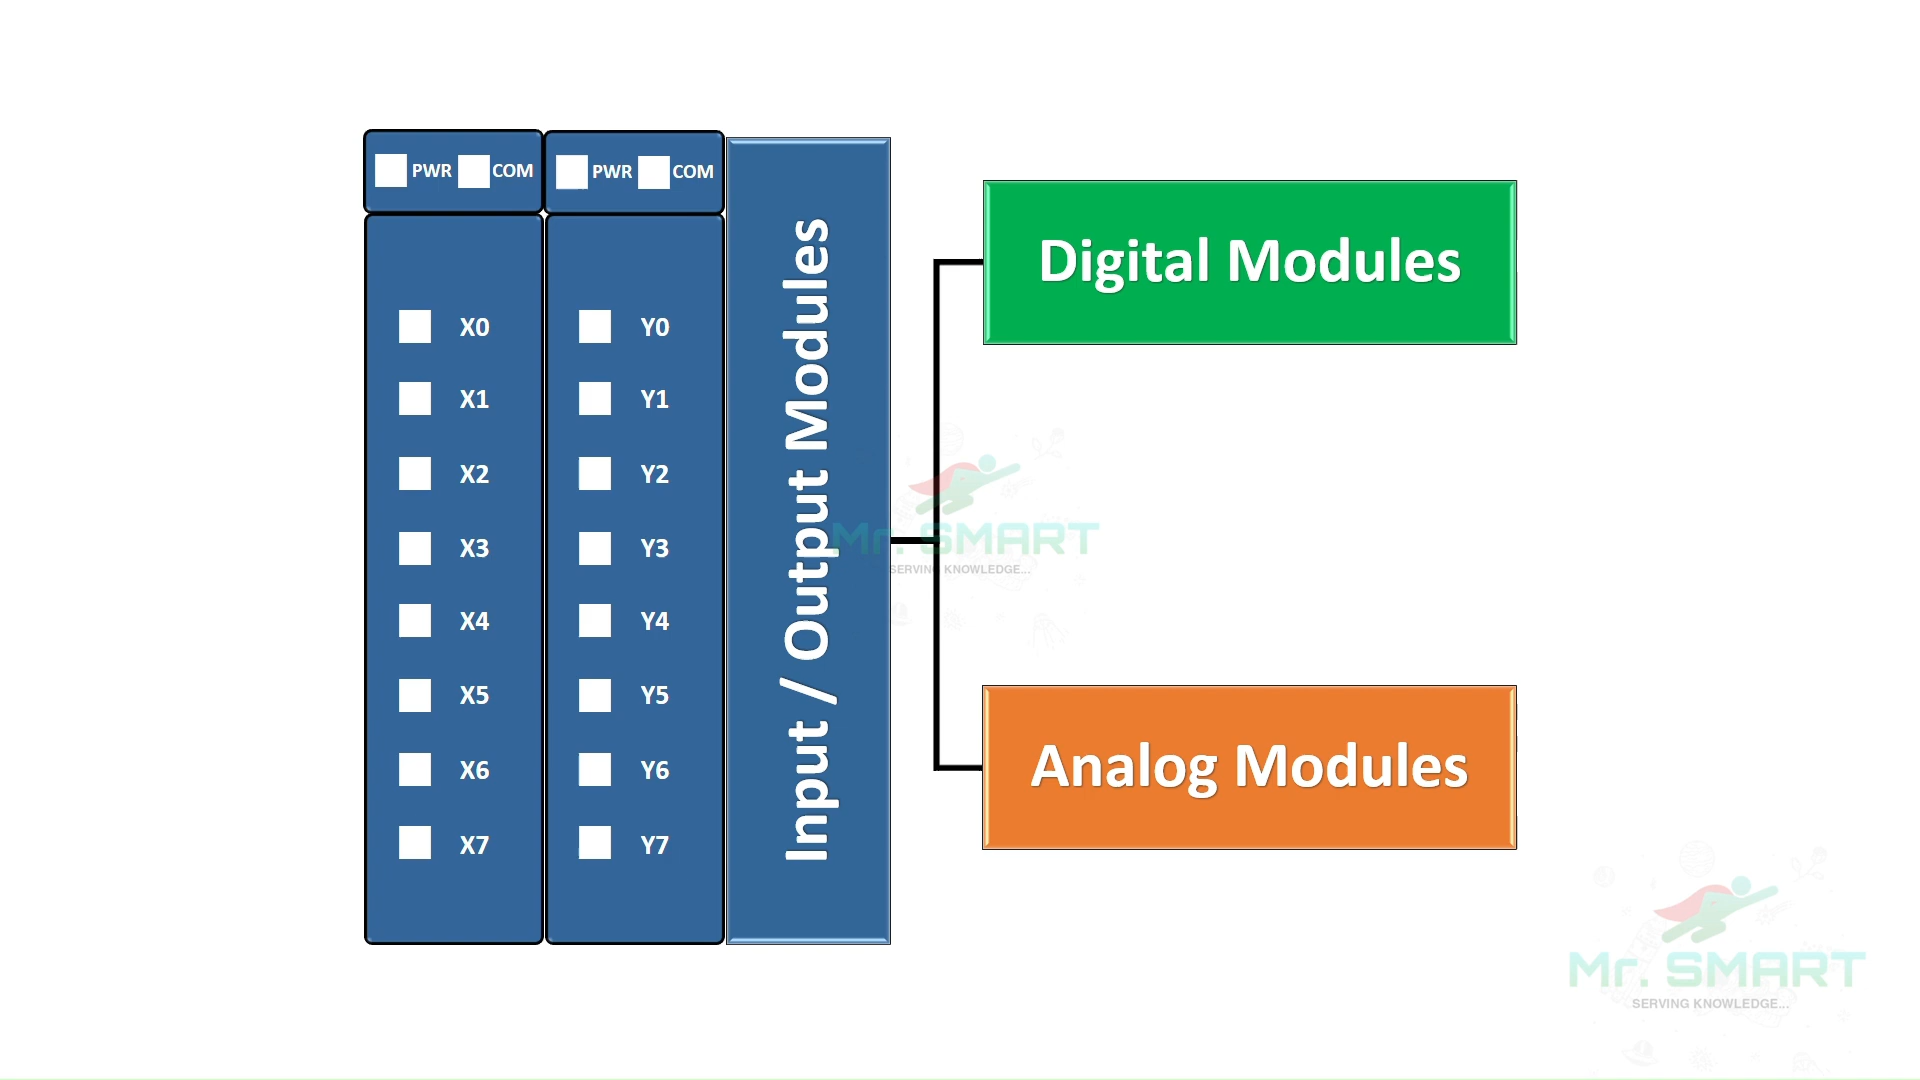 PWR COM PWR COM
X0 Y0
X1 Y1
X2 Y2
X3 Y3
X4 Y4
X5 Y5
X6 Y6
X7 Y7
Input / Output Modules
Digital Modules
Mr. SMART
SERVING KNOWLEDGE...
Analog Modules
Mr. SMART
SERVING KNOWLEDGE...